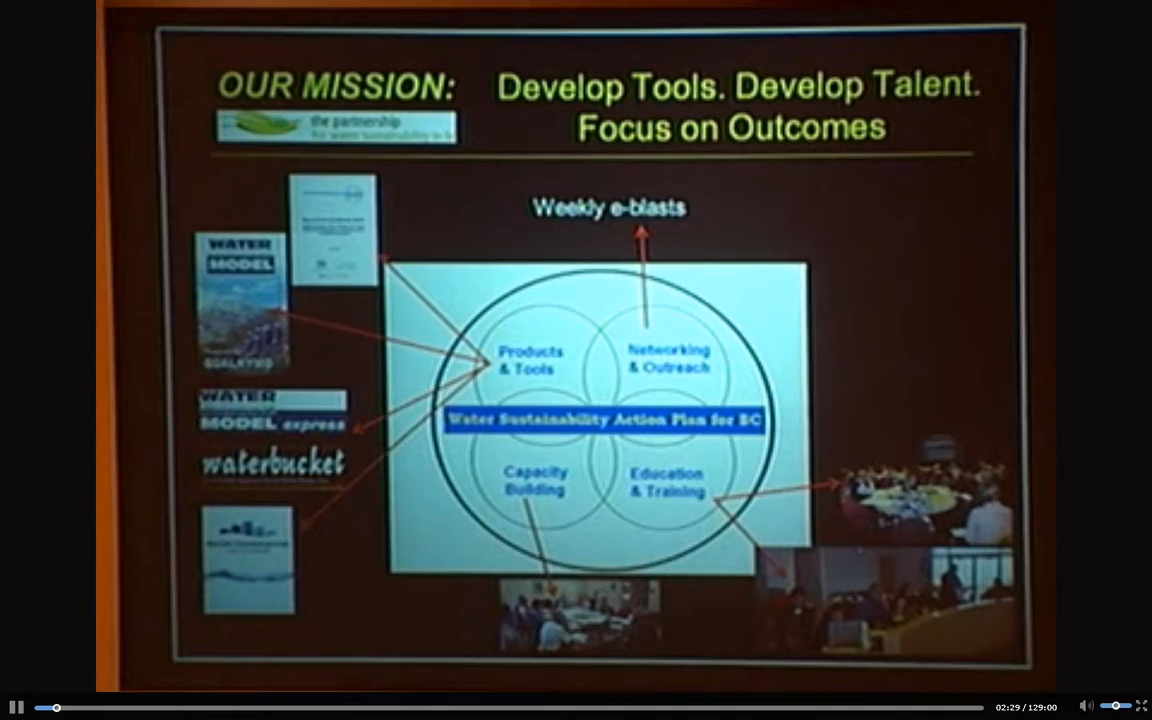 OUR MISSION:
Develop Tools. Develop Talent.
Focus on Outcomes
the partnership
for water sustainability in
Weekly e-blasts
WATER
MODEL
Products
& Tools
Networking
& Outreach
WATER
MODEL express
Water Sustainability Action Plan for BC
waterbucket
Capacity
Building
Education
& Training
02:29 / 129:00